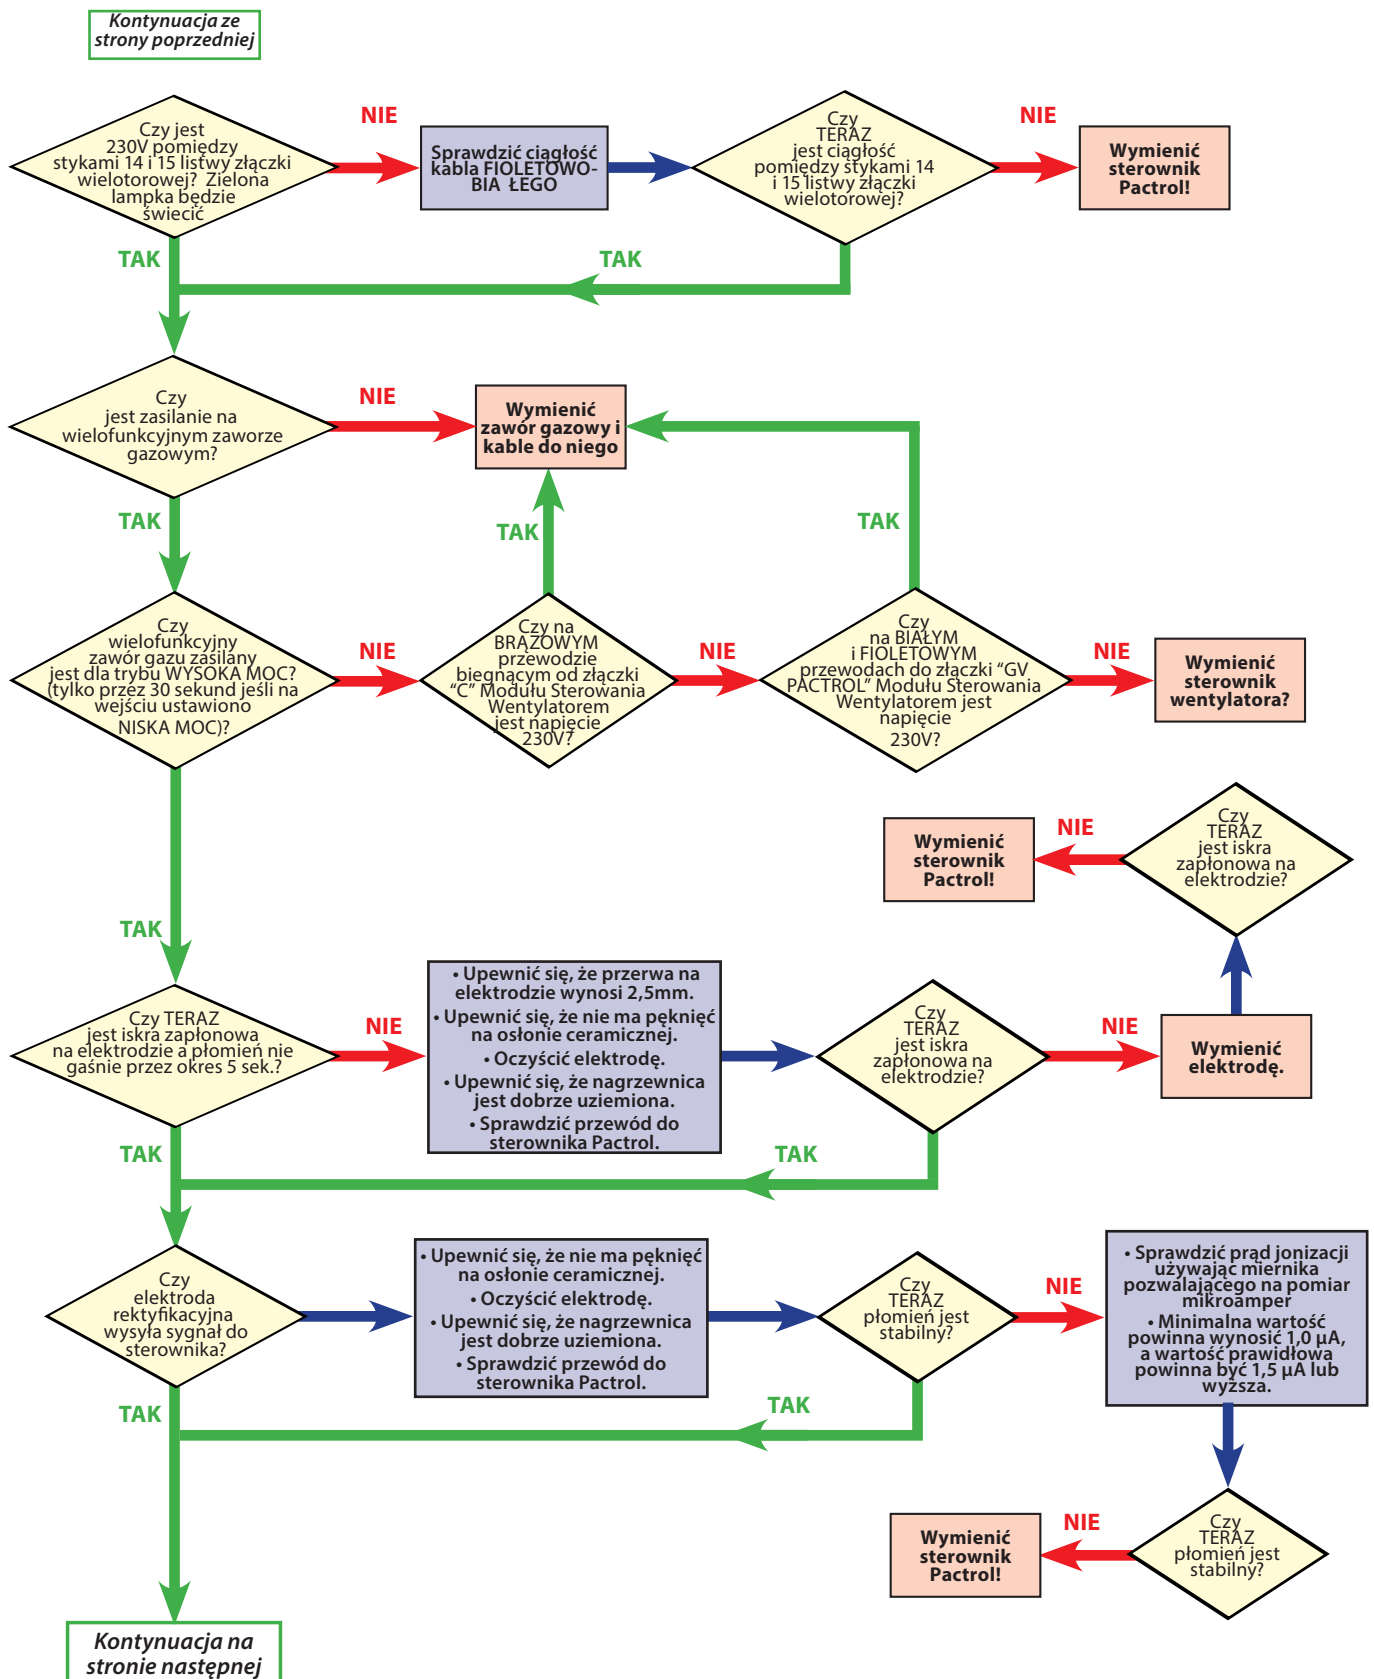 Kontynuacja ze
strony poprzedniej
Czy jest
230V pomiędzy
stykami 14 i 15 listwy złączki
wielotorowej? Zielona
lampka będzie
świecić
NIE
Sprawdzić ciągłość
kabla FIOLETOWO-
BIA ŁEGO
Czy
TERAZ
jest ciągłość
pomiędzy stykami 14
i 15 listwy złączki
wielotorowej?
NIE
Wymienić
sterownik
Pactrol!
TAK
TAK
Czy
jest zasilanie na
wielofunkcyjnym zaworze
gazowym?
NIE
Wymienić
zawór gazowy i
kable do niego
TAK
TAK
TAK
Czy
wielofunkcyjny
zawór gazu zasilany
jest dla trybu WYSOKA MOC?
(tylko przez 30 sekund jeśli na
wejściu ustawiono
NISKA MOC)?
NIE
Czy na
BRĄZOWYM
przewodzie
biegnącym od złączki
“C” Modułu Sterowania
Wentylatorem
jest napięcie
230V?
NIE
Czy
na BIAŁYM
i FIOLETOWYM
przewodach do złączki “GV
PACTROL” Modułu Sterowania
Wentylatorem jest
napięcie
230V?
NIE
Wymienić
sterownik
wentylatora?
Wymienić
sterownik
Pactrol!
NIE
Czy
TERAZ
jest iskra
zapłonowa na
elektrodzie?
TAK
Czy TERAZ
jest iskra zapłonowa
na elektrodzie a płomień nie
gaśnie przez okres 5 sek.?
NIE
• Upewnić się, że przerwa na
elektrodzie wynosi 2,5mm.
• Upewnić się, że nie ma pęknięć
na osłonie ceramicznej.
• Oczyścić elektrodę.
• Upewnić się, że nagrzewnica
jest dobrze uziemiona.
• Sprawdzić przewód do
sterownika Pactrol.
Czy
TERAZ
jest iskra
zapłonowa na
elektrodzie?
NIE
Wymienić
elektrodę.
TAK
TAK
Czy
elektroda
rektyfikacyjna
wysyła sygnał do
sterownika?
• Upewnić się, że nie ma pęknięć
na osłonie ceramicznej.
• Oczyścić elektrodę.
• Upewnić się, że nagrzewnica
jest dobrze uziemiona.
• Sprawdzić przewód do
sterownika Pactrol.
Czy
TERAZ
płomień jest
stabilny?
NIE
• Sprawdzić prąd jonizacji
używając miernika
pozwalającego na pomiar
mikroamper
• Minimalna wartość
powinna wynosić 1,0 µA,
a wartość prawidłowa
powinna być 1,5 µA lub
wyższa.
TAK
TAK
Wymienić
sterownik
Pactrol!
NIE
Czy
TERAZ
płomień jest
stabilny?
Kontynuacja na
stronie następnej